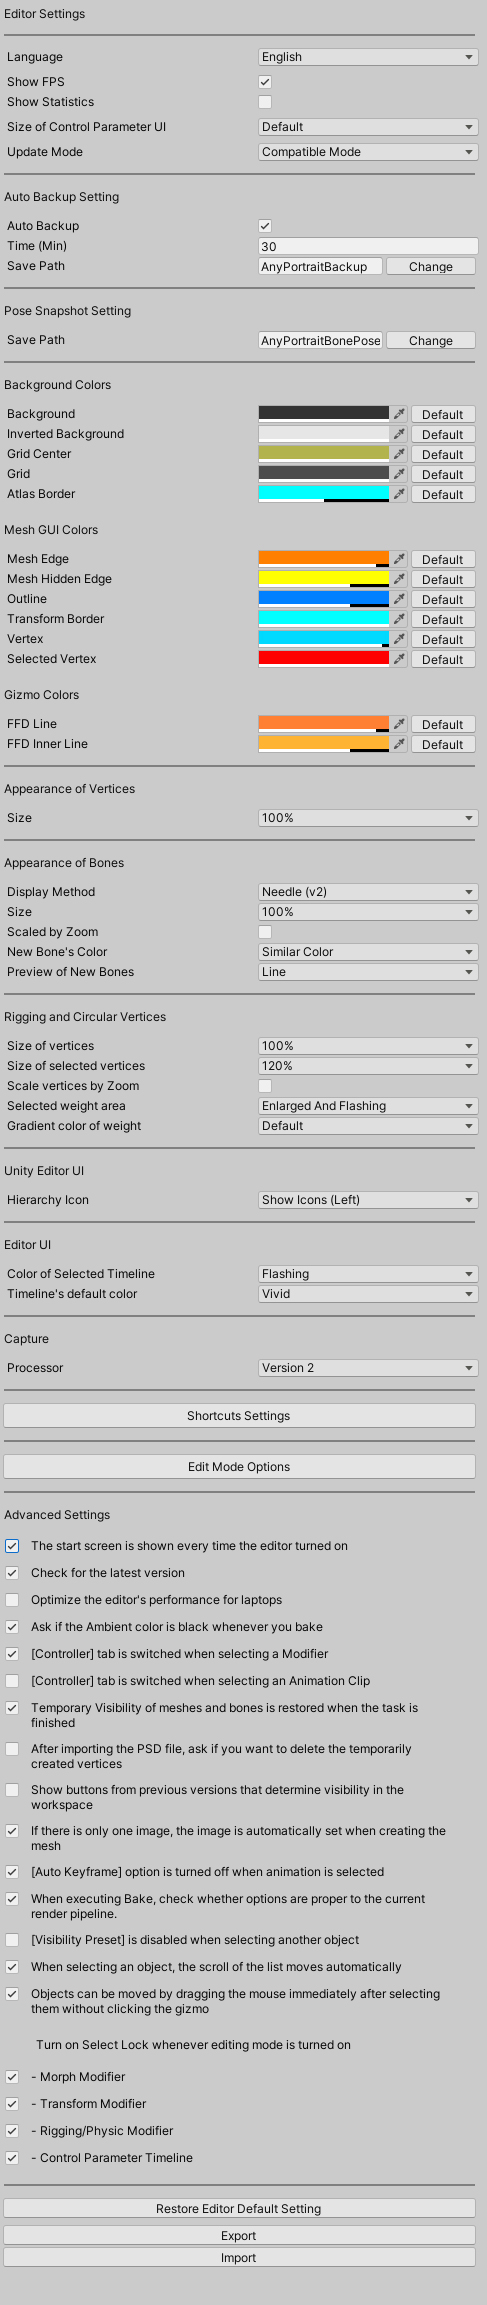 Editor Settings
Language English
Show FPS
Show Statistics
Size of Control Parameter UI Default
Update Mode Compatible Mode
Auto Backup Setting
Auto Backup
Time (Min) 30
Save Path AnyPortraitBackup Change
Pose Snapshot Setting
Save Path AnyPortraitBonePose Change
Background Colors
Background Default
Inverted Background Default
Grid Center Default
Grid Default
Atlas Border Default
Mesh GUI Colors
Mesh Edge Default
Mesh Hidden Edge Default
Outline Default
Transform Border Default
Vertex Default
Selected Vertex Default
Gizmo Colors
FFD Line Default
FFD Inner Line Default
Appearance of Vertices
Size 100%
Appearance of Bones
Display Method Needle (v2)
Size 100%
Scaled by Zoom
New Bone's Color Similar Color
Preview of New Bones Line
Rigging and Circular Vertices
Size of vertices 100%
Size of selected vertices 120%
Scale vertices by Zoom
Selected weight area Enlarged And Flashing
Gradient color of weight Default
Unity Editor UI
Hierarchy Icon Show Icons (Left)
Editor UI
Color of Selected Timeline Flashing
Timeline's default color Vivid
Capture
Processor Version 2
Shortcuts Settings
Edit Mode Options
Advanced Settings
The start screen is shown every time the editor turned on
Check for the latest version
Optimize the editor's performance for laptops
Ask if the Ambient color is black whenever you bake
[Controller] tab is switched when selecting a Modifier
[Controller] tab is switched when selecting an Animation Clip
Temporary Visibility of meshes and bones is restored when the task is
finished
After importing the PSD file, ask if you want to delete the temporarily
created vertices
Show buttons from previous versions that determine visibility in the
workspace
If there is only one image, the image is automatically set when creating the
mesh
[Auto Keyframe] option is turned off when animation is selected
When executing Bake, check whether options are proper to the current
render pipeline.
[Visibility Preset] is disabled when selecting another object
When selecting an object, the scroll of the list moves automatically
Objects can be moved by dragging the mouse immediately after selecting
them without clicking the gizmo
Turn on Select Lock whenever editing mode is turned on
- Morph Modifier
- Transform Modifier
- Rigging/Physic Modifier
- Control Parameter Timeline
Restore Editor Default Setting
Export
Import